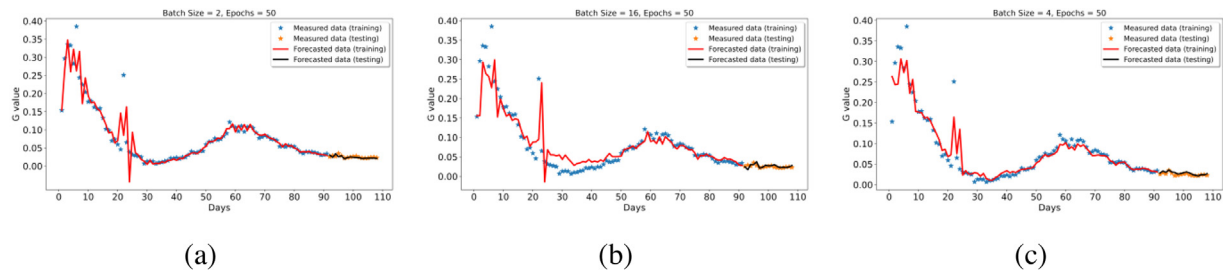 Batch Size = 2, Epochs = 50
0.40
0.35
0.30
0.25
0.20
0.15
0.10
0.05
0.00
G value
Measured data (training)
Measured data (testing)
Forecasted data (training)
Forecasted data (testing)
0 10 20 30 40 50 60 70 80 90 100 110
Days
(a)
Batch Size = 16, Epochs = 50
0.40
0.35
0.30
0.25
0.20
0.15
0.10
0.05
0.00
G value
Measured data (training)
Measured data (testing)
Forecasted data (training)
Forecasted data (testing)
0 10 20 30 40 50 60 70 80 90 100 110
Days
(b)
Batch Size = 4, Epochs = 50
0.40
0.35
0.30
0.25
0.20
0.15
0.10
0.05
0.00
G value
Measured data (training)
Measured data (testing)
Forecasted data (training)
Forecasted data (testing)
0 10 20 30 40 50 60 70 80 90 100 110
Days
(c)